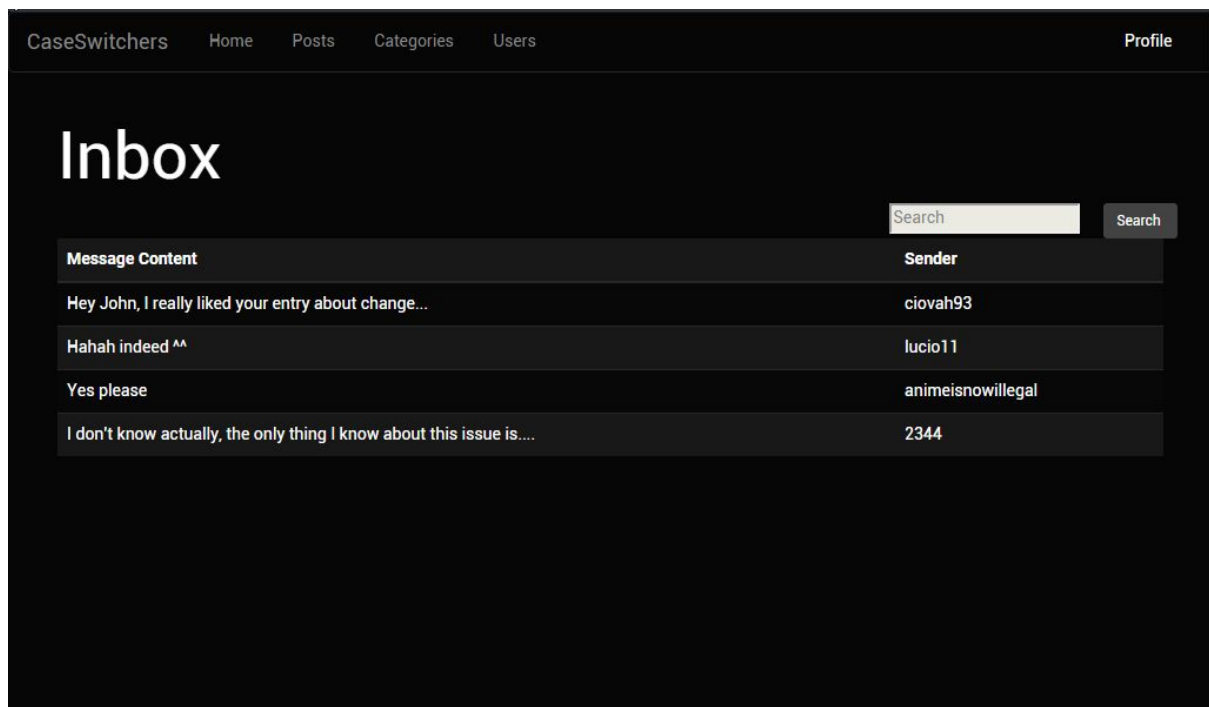 CaseSwitchers Home Posts Categories Users Profile
Inbox
Search Search
Message Content Sender
Hey John, I really liked your entry about change... ciovah93
Hahah indeed ^^ lucio11
Yes please animeisnowillegal
I don't know actually, the only thing I know about this issue is.... 2344